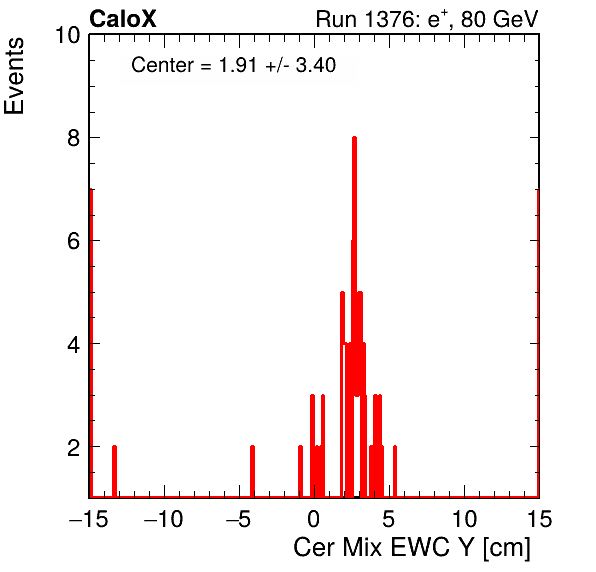 CaloX Run 1376: e⁺, 80 GeV
Center = 1.91 +/- 3.40
Events
10
8
6
4
2
−15 −10 −5 0 5 10 15
Cer Mix EWC Y [cm]